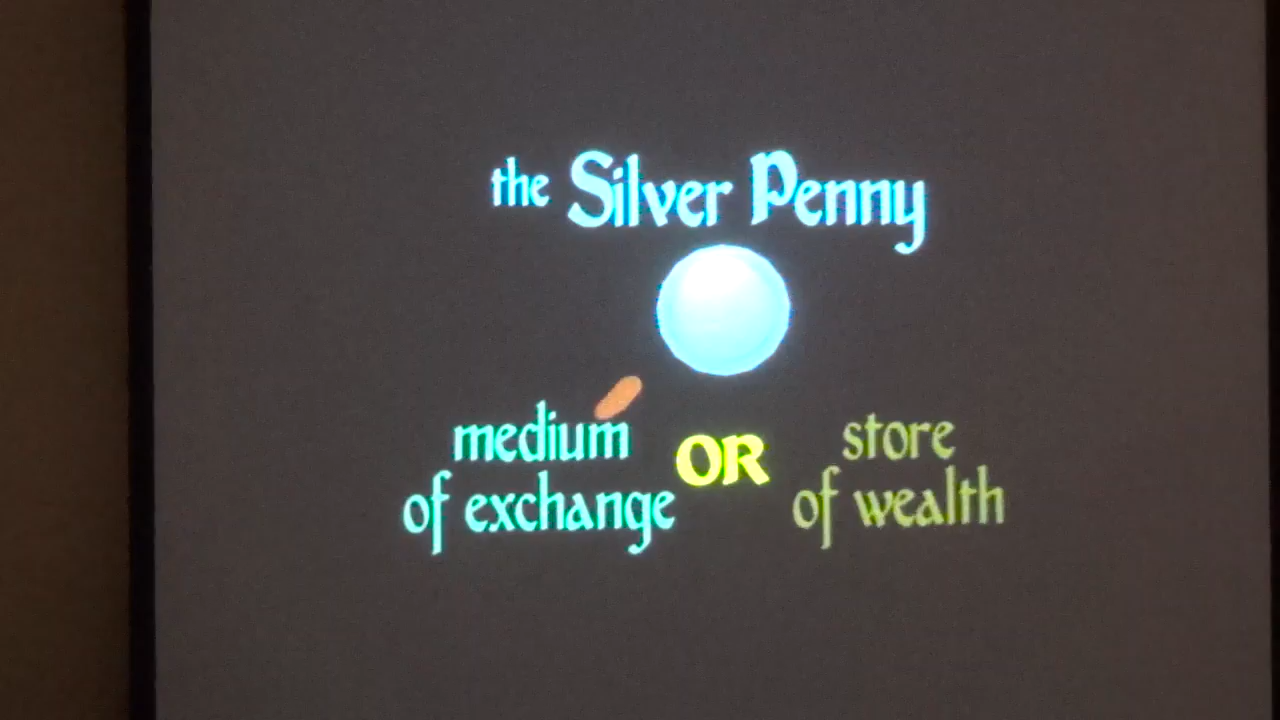 the Silver Penny
medium
of exchange
OR
store
of wealth